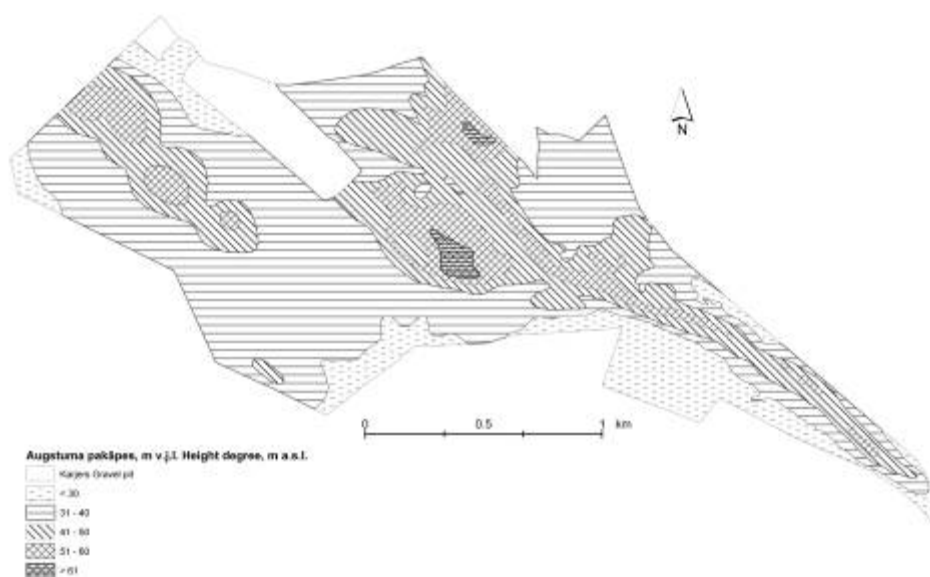 N
0 0.5 1 km
Augstuma pakāpes, m v.j.l. Height degree, m a.s.l.
Karjers Gravel pit
< 30
31 - 40
41 - 50
51 - 60
> 61